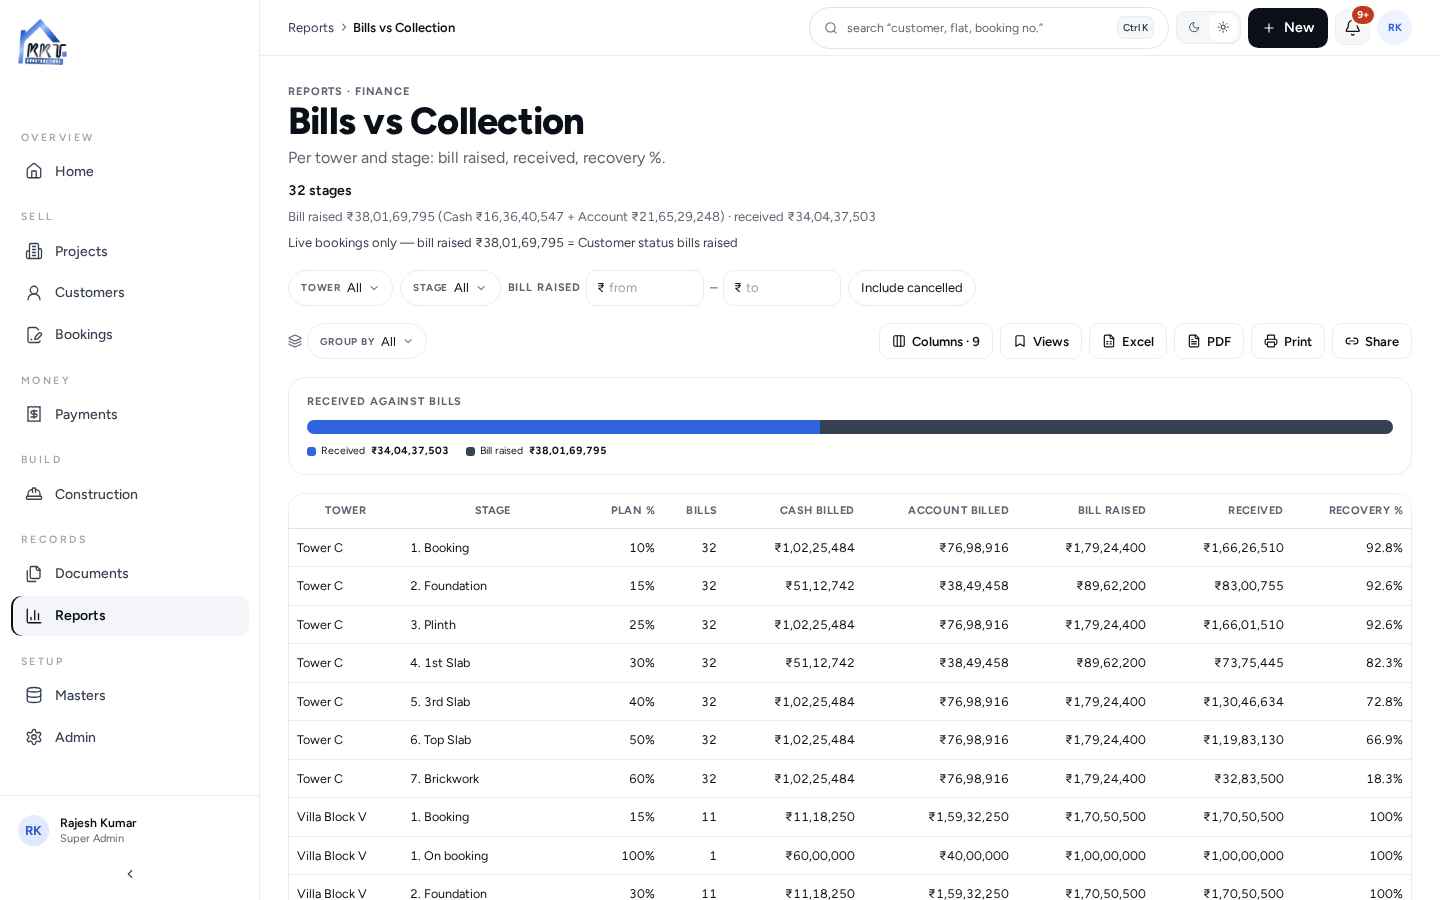 RKT
CONSTRUCTIONS
Reports > Bills vs Collection
search “customer, flat, booking no.”
Ctrl K
+ New
9+
RK
OVERVIEW
Home
SELL
Projects
Customers
Bookings
MONEY
Payments
BUILD
Construction
RECORDS
Documents
Reports
SETUP
Masters
Admin
RK
Rajesh Kumar
Super Admin
REPORTS · FINANCE
Bills vs Collection
Per tower and stage: bill raised, received, recovery %.
32 stages
Bill raised ₹38,01,69,795 (Cash ₹16,36,40,547 + Account ₹21,65,29,248) · received ₹34,04,37,503
Live bookings only — bill raised ₹38,01,69,795 = Customer status bills raised
TOWER All STAGE All BILL RAISED ₹ from – ₹ to Include cancelled
GROUP BY All Columns · 9 Views Excel PDF Print Share
RECEIVED AGAINST BILLS
Received ₹34,04,37,503 Bill raised ₹38,01,69,795
TOWER STAGE PLAN % BILLS CASH BILLED ACCOUNT BILLED BILL RAISED RECEIVED RECOVERY %
Tower C 1. Booking 10% 32 ₹1,02,25,484 ₹76,98,916 ₹1,79,24,400 ₹1,66,26,510 92.8%
Tower C 2. Foundation 15% 32 ₹51,12,742 ₹38,49,458 ₹89,62,200 ₹83,00,755 92.6%
Tower C 3. Plinth 25% 32 ₹1,02,25,484 ₹76,98,916 ₹1,79,24,400 ₹1,66,01,510 92.6%
Tower C 4. 1st Slab 30% 32 ₹51,12,742 ₹38,49,458 ₹89,62,200 ₹73,75,445 82.3%
Tower C 5. 3rd Slab 40% 32 ₹1,02,25,484 ₹76,98,916 ₹1,79,24,400 ₹1,30,46,634 72.8%
Tower C 6. Top Slab 50% 32 ₹1,02,25,484 ₹76,98,916 ₹1,79,24,400 ₹1,19,83,130 66.9%
Tower C 7. Brickwork 60% 32 ₹1,02,25,484 ₹76,98,916 ₹1,79,24,400 ₹32,83,500 18.3%
Villa Block V 1. Booking 15% 11 ₹11,18,250 ₹1,59,32,250 ₹1,70,50,500 ₹1,70,50,500 100%
Villa Block V 1. On booking 100% 1 ₹60,00,000 ₹40,00,000 ₹1,00,00,000 ₹1,00,00,000 100%
Villa Block V 2. Foundation 30% 11 ₹11,18,250 ₹1,59,32,250 ₹1,70,50,500 ₹1,70,50,500 100%